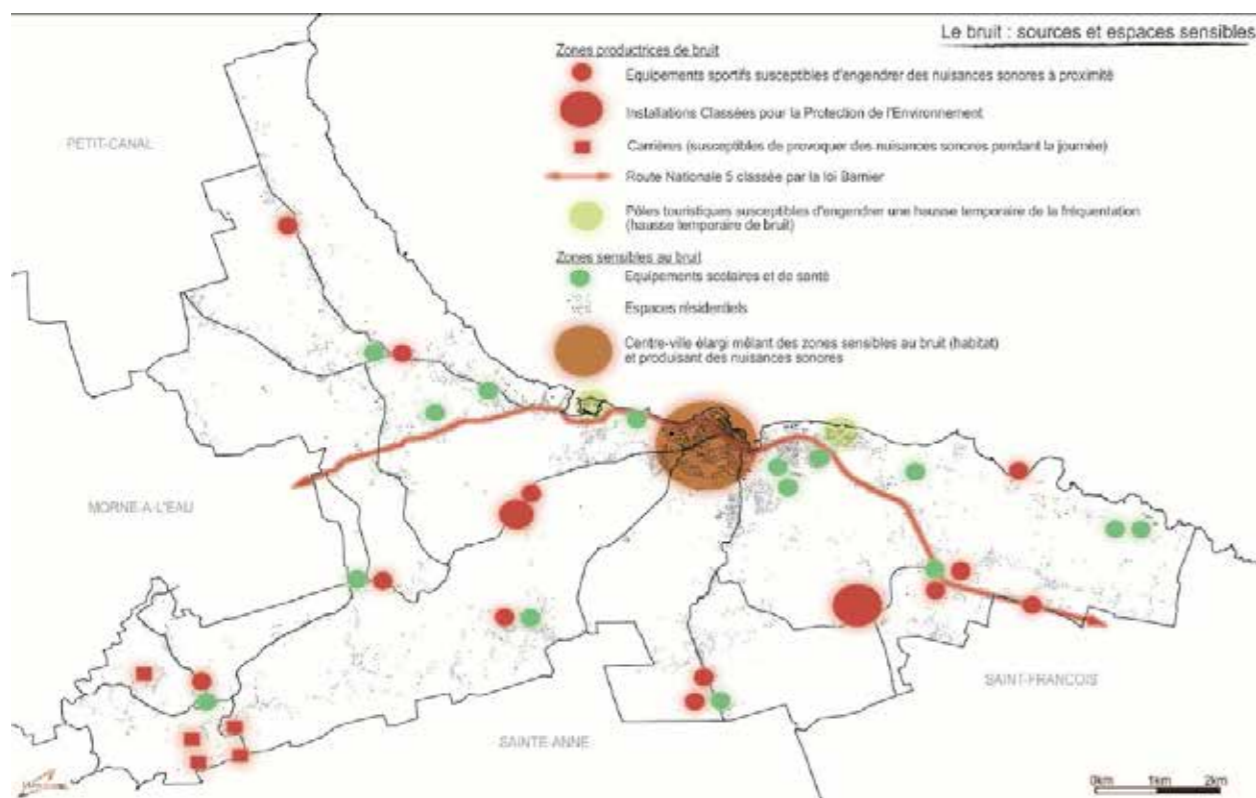 Le bruit : sources et espaces sensibles
Zones productrices de bruit
Equipements sportifs susceptibles d'engendrer des nuisances sonores à proximité
Installations Classées pour la Protection de l'Environnement
Carrières (susceptibles de provoquer des nuisances sonores pendant la journée)
Route Nationale 5 classée par la loi Barnier
Pôles touristiques susceptibles d'engendrer une hausse temporaire de la fréquentation
(hausse temporaire de bruit)
Zones sensibles au bruit
Equipements scolaires et de santé
Espaces résidentiels
Centre-ville élargi mêlant des zones sensibles au bruit (habitat)
et produisant des nuisances sonores
PETIT-CANAL
MORNE-A-L'EAU
SAINTE-ANNE
SAINT-FRANCOIS
0km 1km 2km